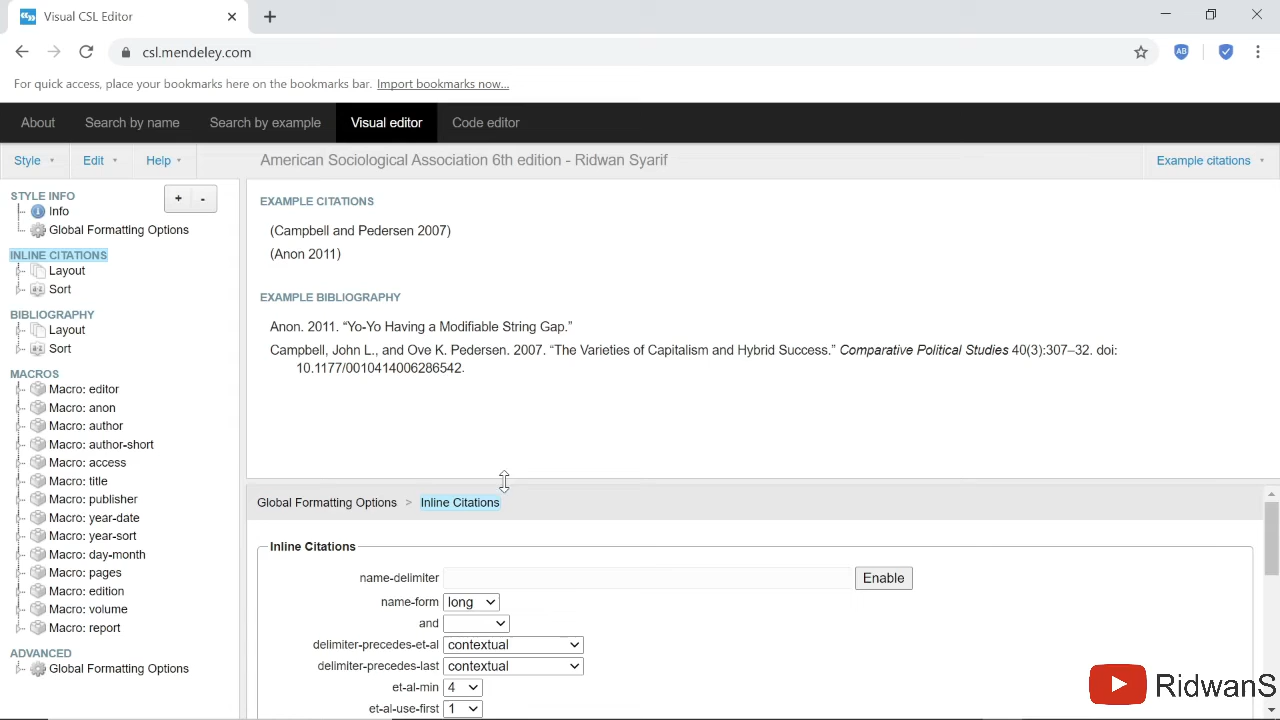 Visual CSL Editor
csl.mendeley.com
For quick access, place your bookmarks here on the bookmarks bar. Import bookmarks now...
About Search by name Search by example Visual editor Code editor
Style Edit Help American Sociological Association 6th edition - Ridwan Syarif Example citations
STYLE INFO
+ -
Info
Global Formatting Options
INLINE CITATIONS
Layout
Sort
BIBLIOGRAPHY
Layout
Sort
MACROS
Macro: editor
Macro: anon
Macro: author
Macro: author-short
Macro: access
Macro: title
Macro: publisher
Macro: year-date
Macro: year-sort
Macro: day-month
Macro: pages
Macro: edition
Macro: volume
Macro: report
ADVANCED
Global Formatting Options
EXAMPLE CITATIONS
(Campbell and Pedersen 2007)
(Anon 2011)
EXAMPLE BIBLIOGRAPHY
Anon. 2011. “Yo-Yo Having a Modifiable String Gap.”
Campbell, John L., and Ove K. Pedersen. 2007. “The Varieties of Capitalism and Hybrid Success.” Comparative Political Studies 40(3):307–32. doi:
10.1177/0010414006286542.
Global Formatting Options > Inline Citations
Inline Citations
name-delimiter Enable
name-form long
and
delimiter-precedes-et-al contextual
delimiter-precedes-last contextual
et-al-min 4
et-al-use-first 1
RidwanS